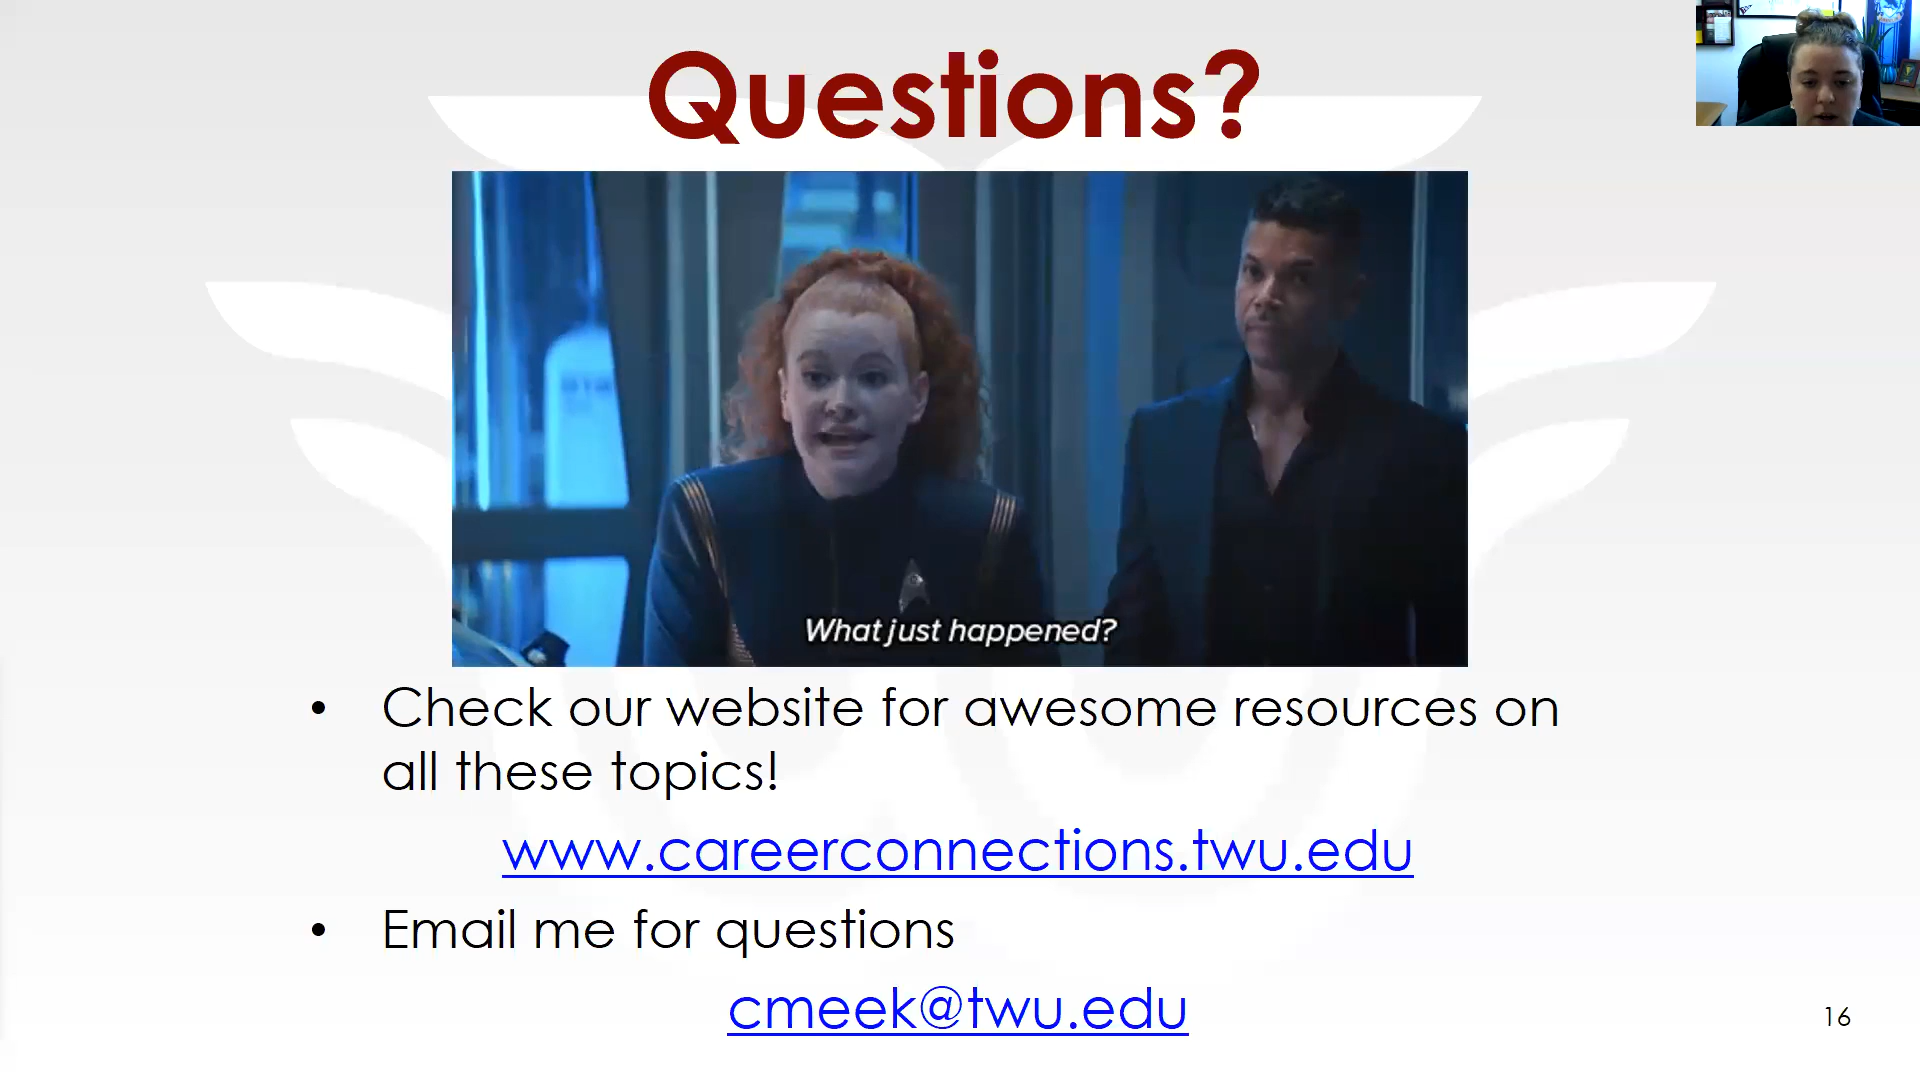 Questions?
What just happened?
• Check our website for awesome resources on
all these topics!
www.careerconnections.twu.edu
• Email me for questions
cmeek@twu.edu
16